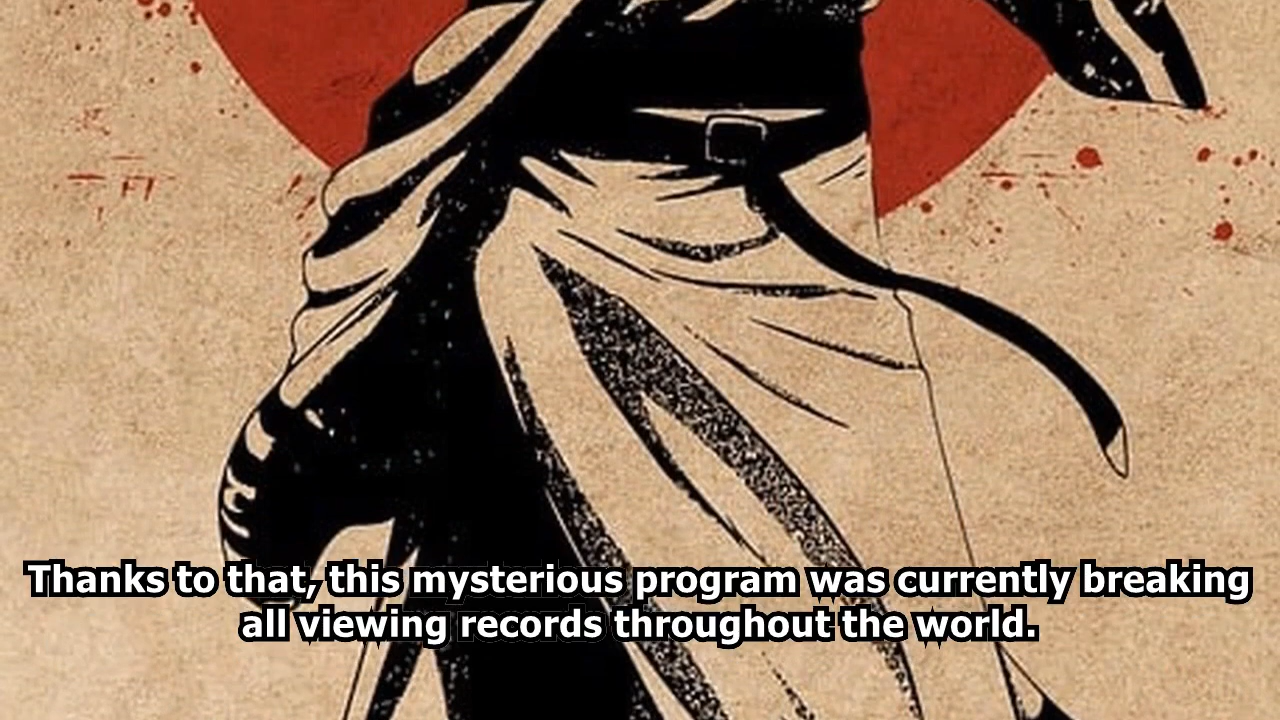 Thanks to that, this mysterious program was currently breaking
all viewing records throughout the world.